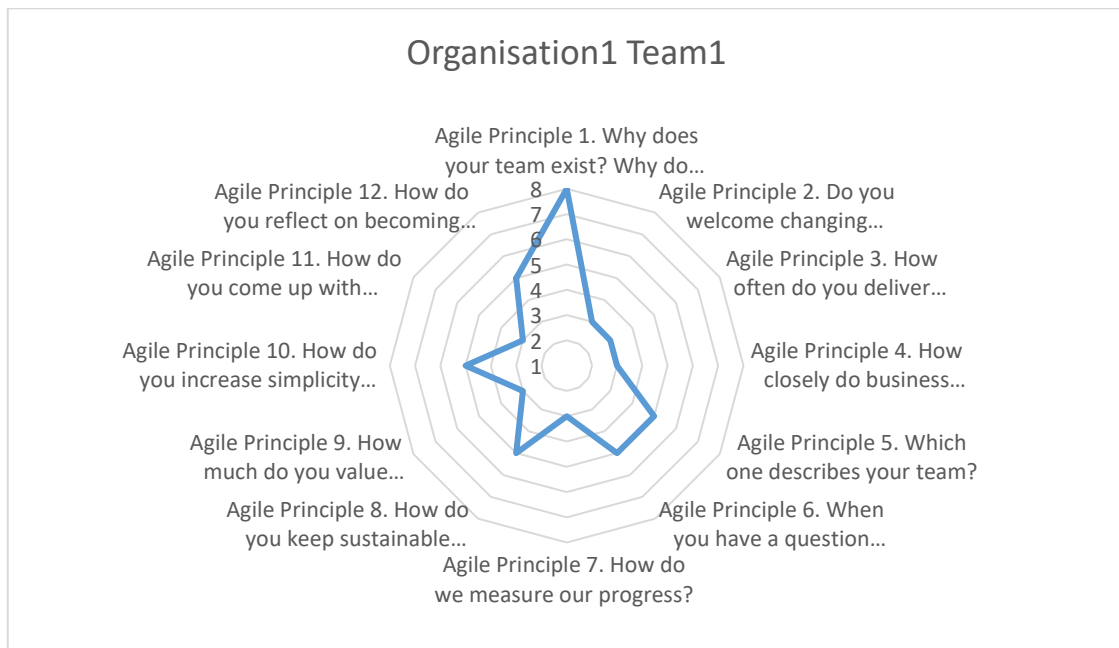 Organisation1 Team1
Agile Principle 1. Why does
your team exist? Why do…
Agile Principle 2. Do you
welcome changing…
Agile Principle 3. How
often do you deliver…
Agile Principle 4. How
closely do business…
Agile Principle 5. Which
one describes your team?
Agile Principle 6. When
you have a question…
Agile Principle 7. How do
we measure our progress?
Agile Principle 8. How do
you keep sustainable…
Agile Principle 9. How
much do you value…
Agile Principle 10. How do
you increase simplicity…
Agile Principle 11. How do
you come up with…
Agile Principle 12. How do
you reflect on becoming…
8
7
6
5
4
3
2
1